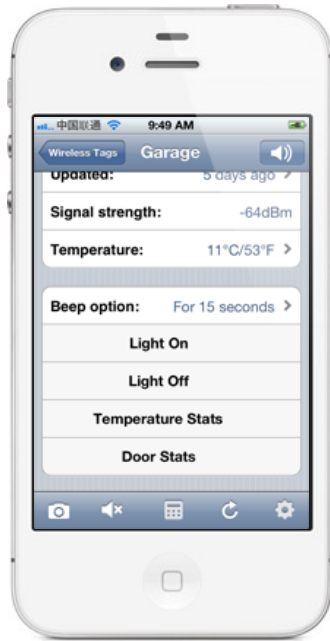 中国联通 9:49 AM
Wireless Tags Garage
Updated: 5 days ago
Signal strength: -64dBm
Temperature: 11°C/53°F
Beep option: For 15 seconds
Light On
Light Off
Temperature Stats
Door Stats